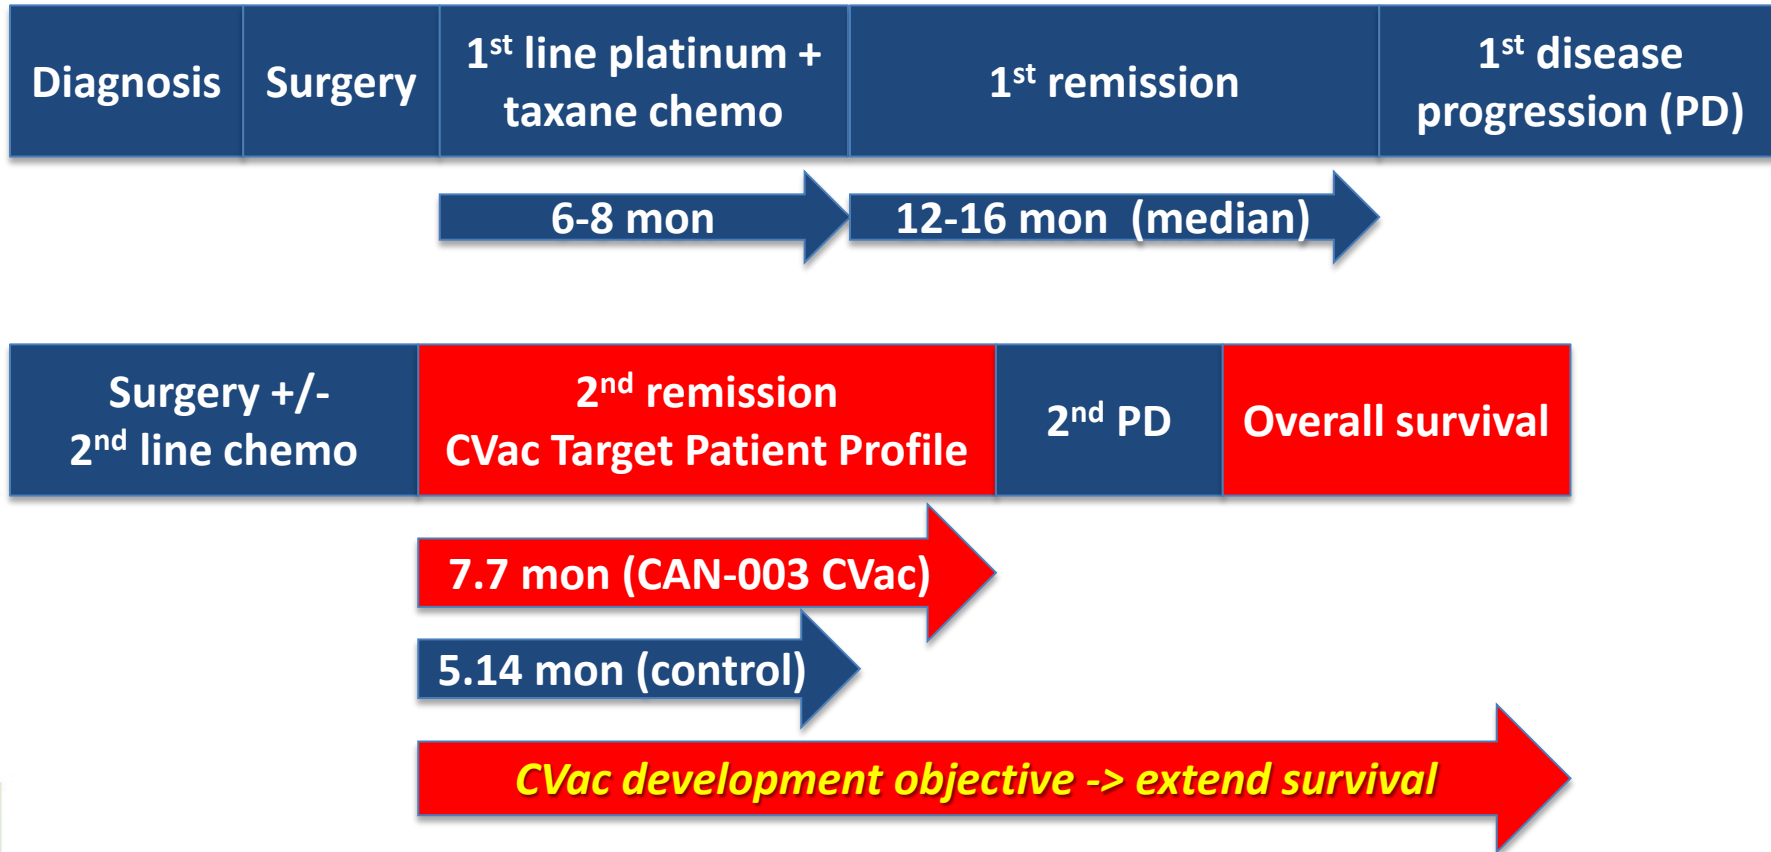 Diagnosis
Surgery
1st line platinum +
taxane chemo
1st remission
1st disease
progression (PD)
6-8 mon
12-16 mon (median)
Surgery +/-
2nd line chemo
2nd remission
CVac Target Patient Profile
2nd PD
Overall survival
7.7 mon (CAN-003 CVac)
5.14 mon (control)
CVac development objective -> extend survival